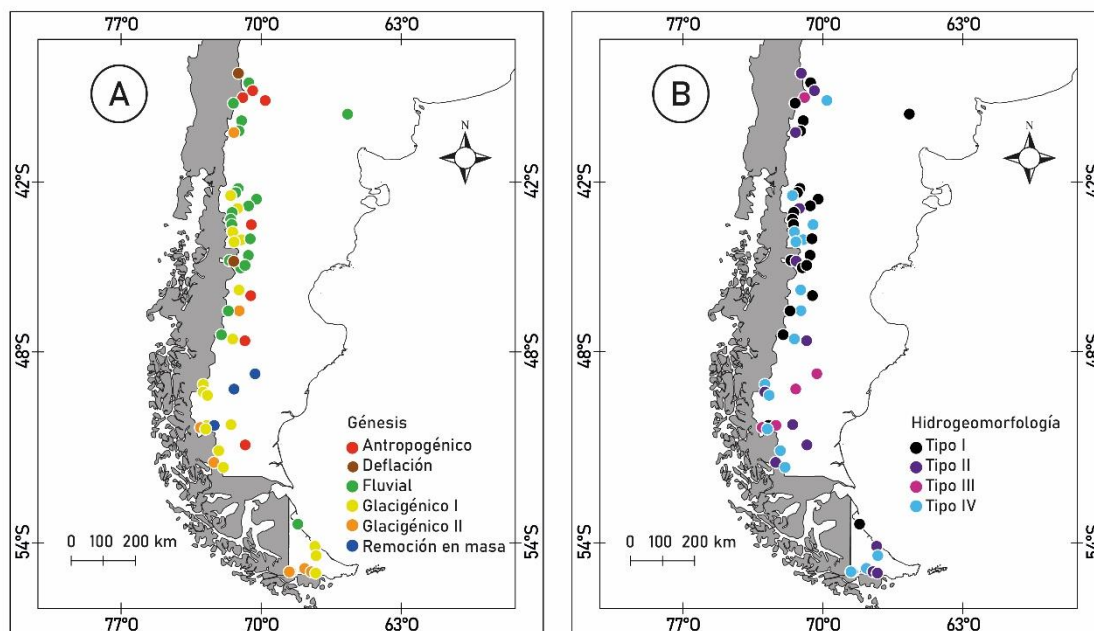 77°O 70°O 63°O
A
N
42°S 42°S
48°S 48°S
54°S 54°S
Génesis
Antropogénico
Deflación
Fluvial
Glacigénico I
Glacigénico II
Remoción en masa
0 100 200 km
77°O 70°O 63°O
77°O 70°O 63°O
B
N
42°S 42°S
48°S 48°S
54°S 54°S
Hidrogeomorfología
Tipo I
Tipo II
Tipo III
Tipo IV
0 100 200 km
77°O 70°O 63°O